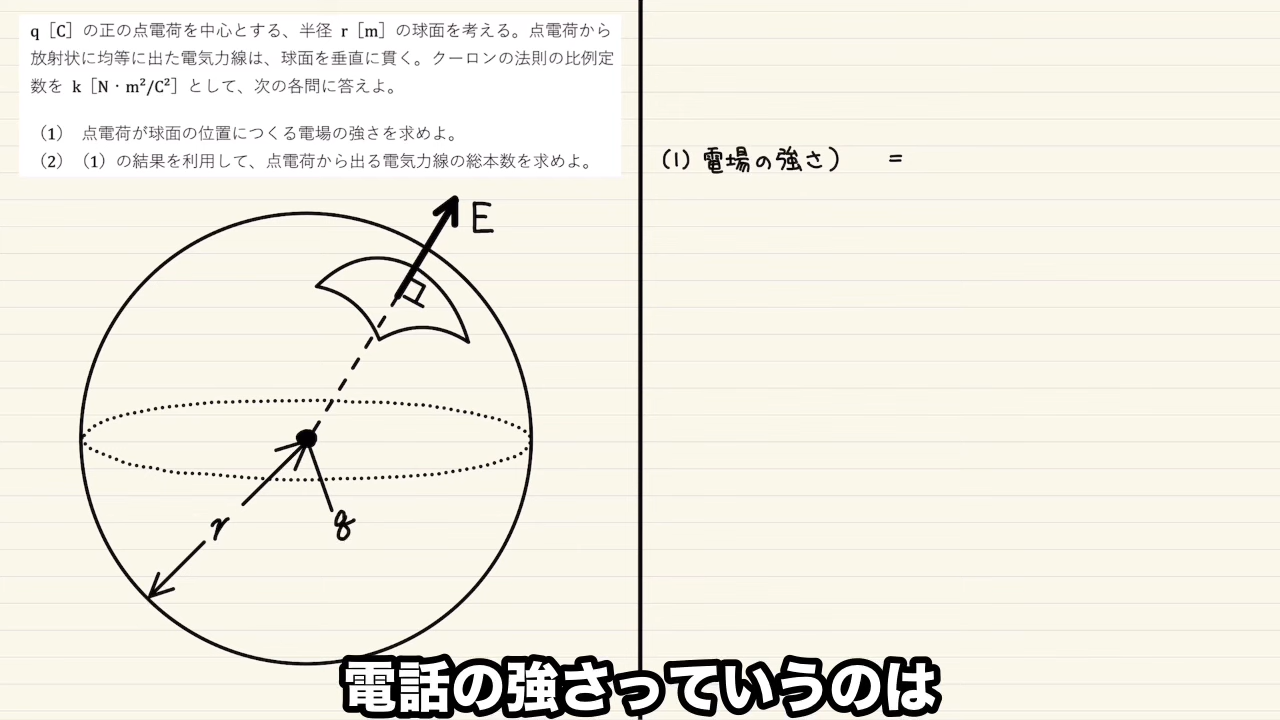 q［C］の正の点電荷を中心とする、半径 r［m］の球面を考える。点電荷から
放射状に均等に出た電気力線は、球面を垂直に貫く。クーロンの法則の比例定
数を k［N・m²/C²］として、次の各問に答えよ。
（1） 点電荷が球面の位置につくる電場の強さを求めよ。
（2）（1）の結果を利用して、点電荷から出る電気力線の総本数を求めよ。
(1) 電場の強さ) =
E
r
q
電話の強さっていうのは